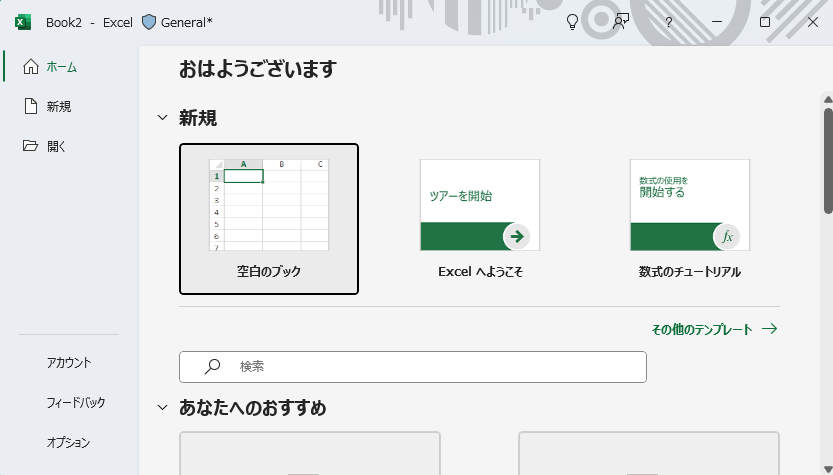 Book2 - Excel General*
ホーム
新規
開く
アカウント
フィードバック
オプション
おはようございます
新規
A B C
1
2
3
4
5
6
7
空白のブック
ツアーを開始
Excel へようこそ
数式の使用を
開始する
fx
数式のチュートリアル
その他のテンプレート
検索
あなたへのおすすめ